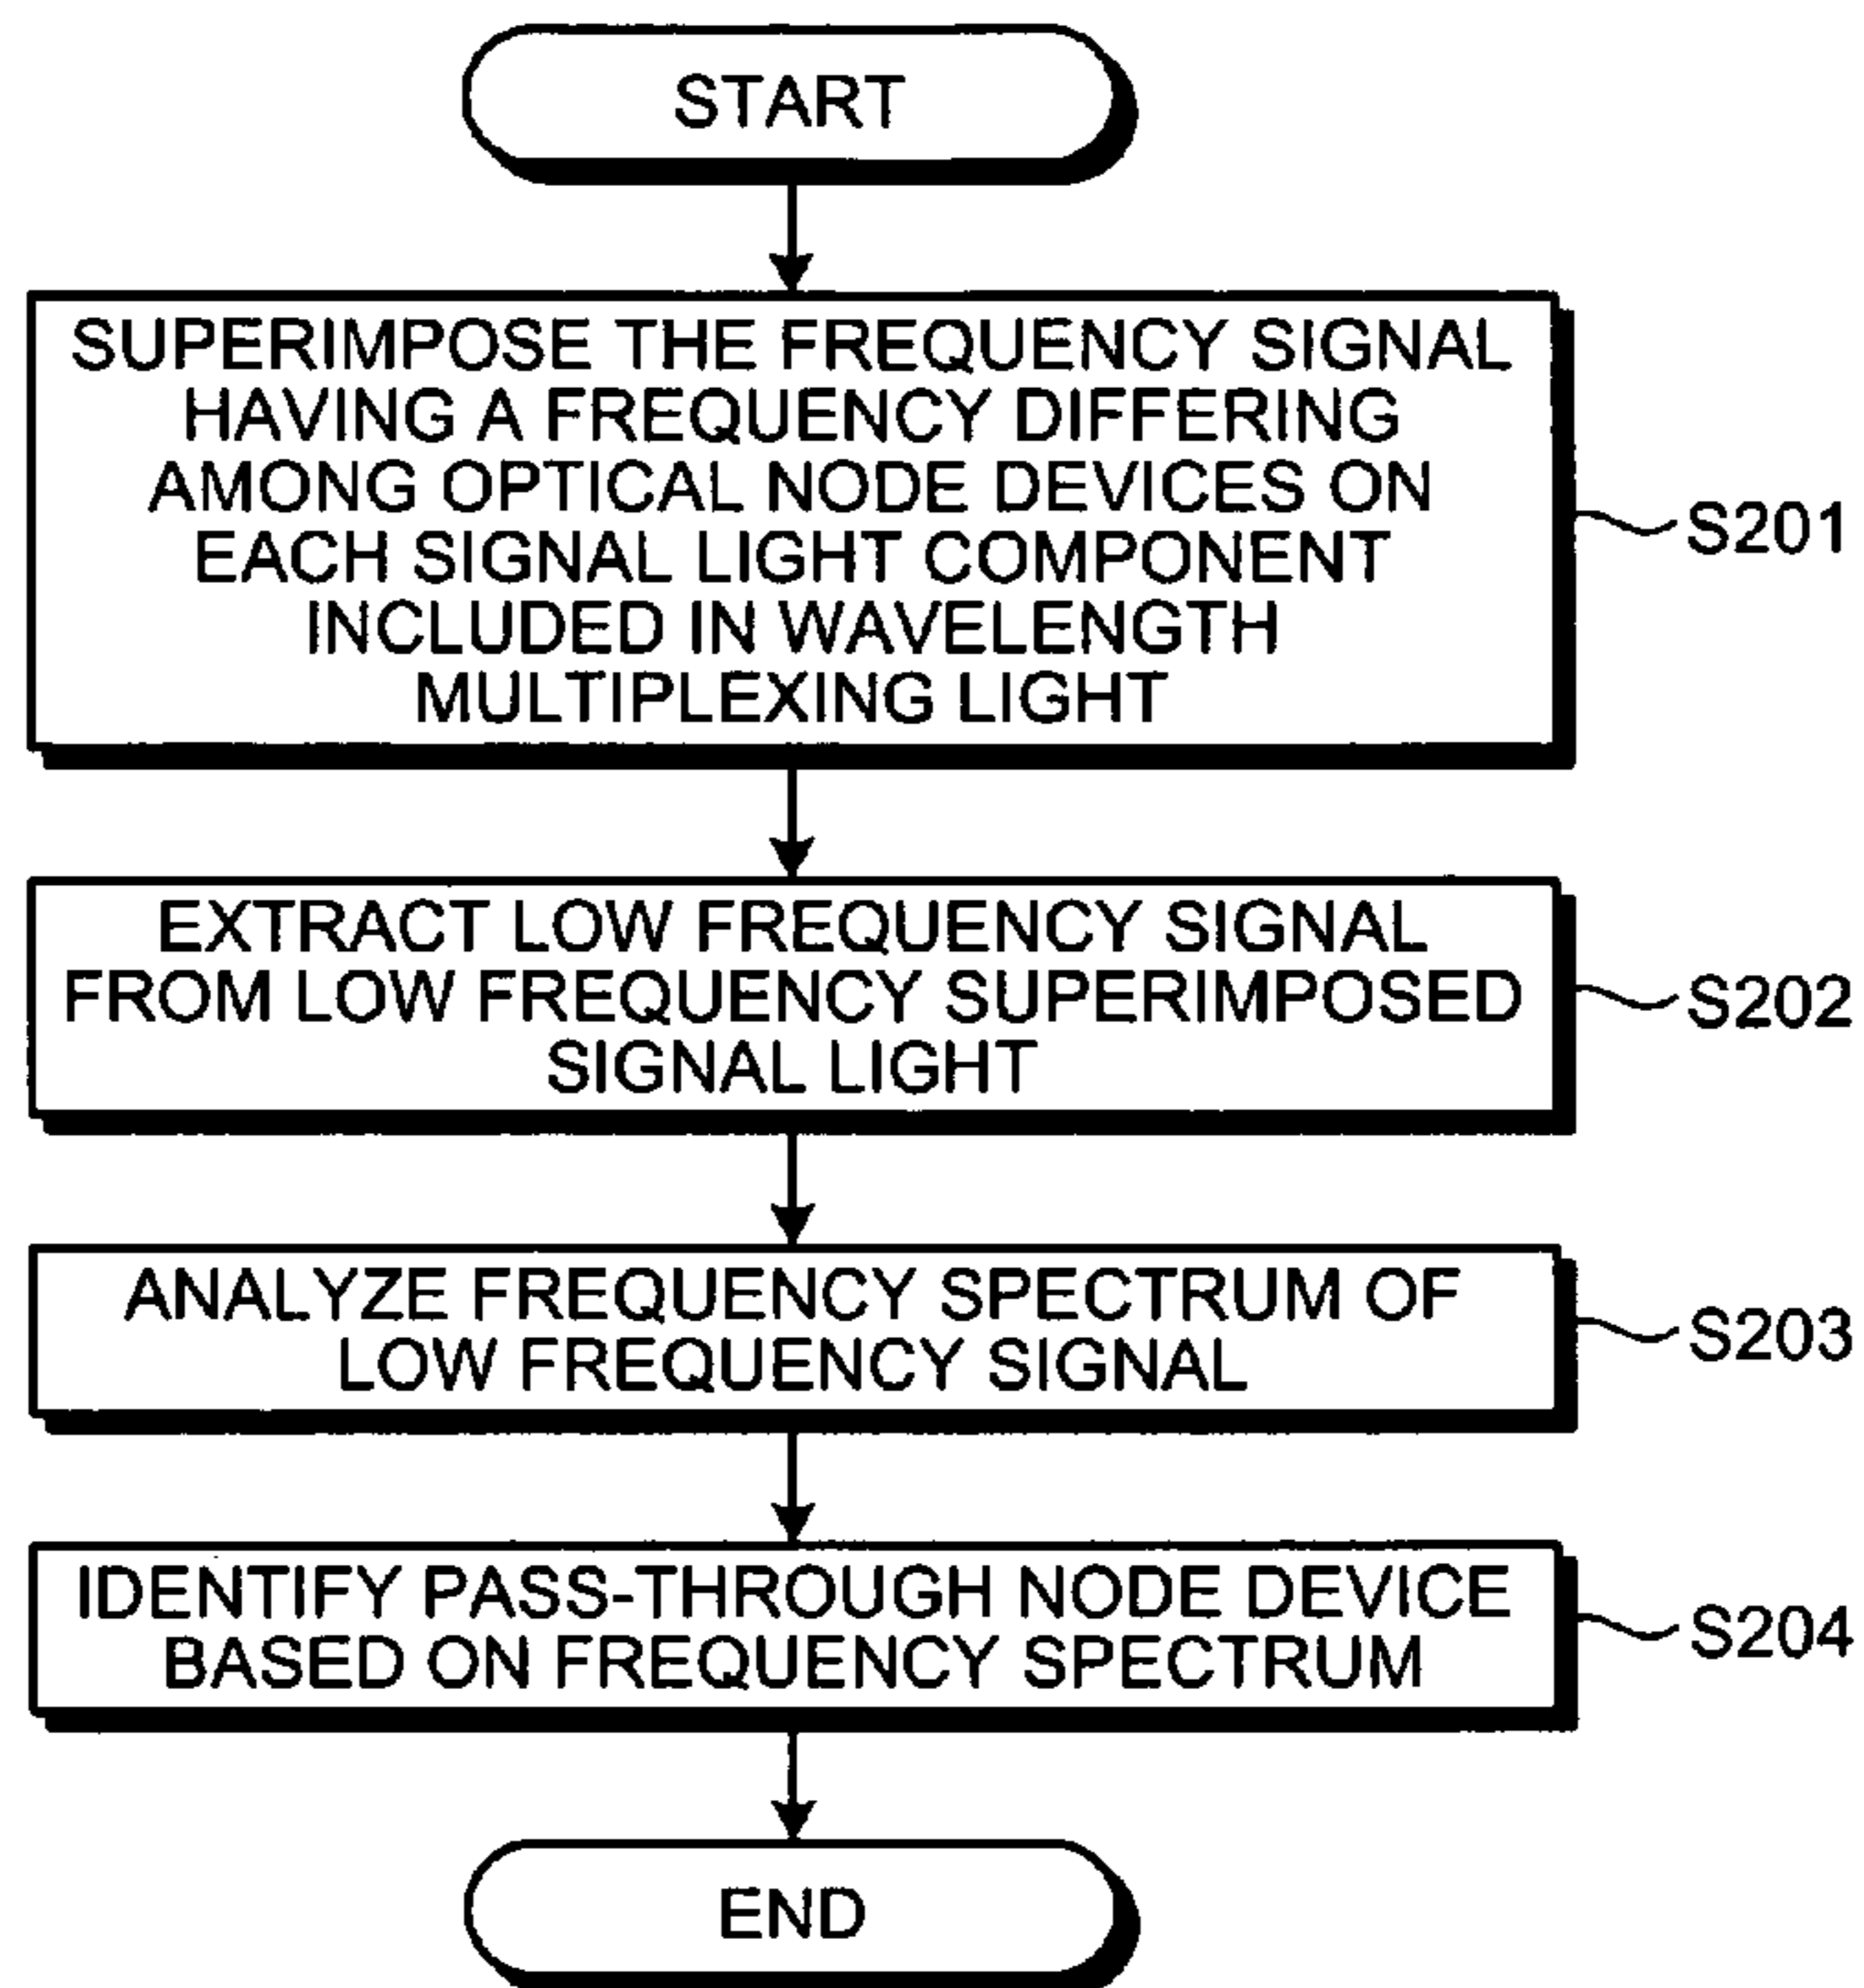 START
SUPERIMPOSE THE FREQUENCY SIGNAL
HAVING A FREQUENCY DIFFERING
AMONG OPTICAL NODE DEVICES ON
EACH SIGNAL LIGHT COMPONENT
INCLUDED IN WAVELENGTH
MULTIPLEXING LIGHT
S201
EXTRACT LOW FREQUENCY SIGNAL
FROM LOW FREQUENCY SUPERIMPOSED
SIGNAL LIGHT
S202
ANALYZE FREQUENCY SPECTRUM OF
LOW FREQUENCY SIGNAL
S203
IDENTIFY PASS-THROUGH NODE DEVICE
BASED ON FREQUENCY SPECTRUM
S204
END